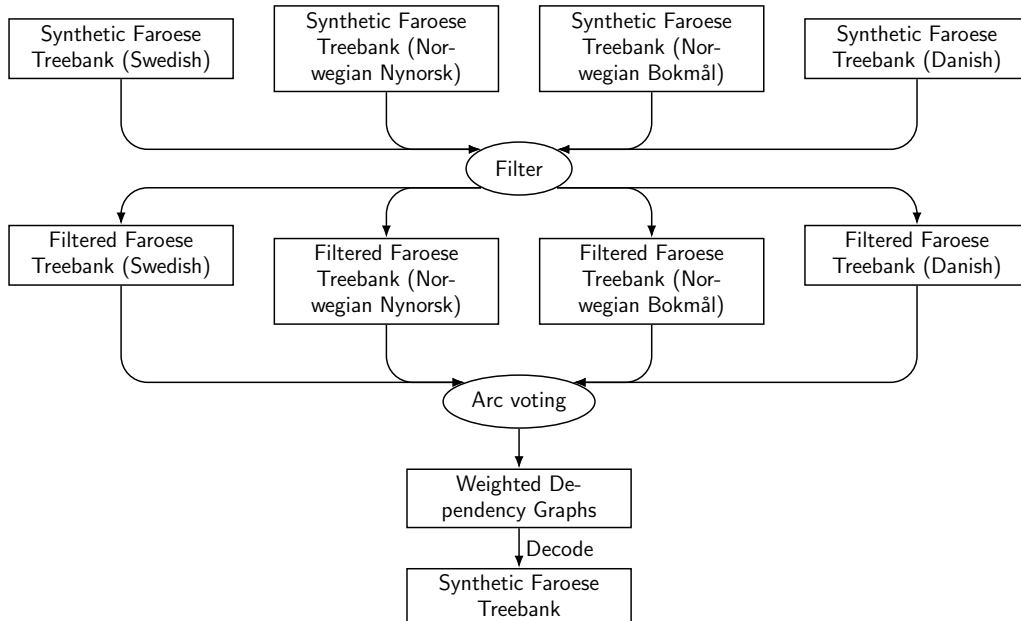 Synthetic Faroese
Treebank (Swedish)
Synthetic Faroese
Treebank (Nor-
wegian Nynorsk)
Synthetic Faroese
Treebank (Nor-
wegian Bokmål)
Synthetic Faroese
Treebank (Danish)
Filter
Filtered Faroese
Treebank (Swedish)
Filtered Faroese
Treebank (Nor-
wegian Nynorsk)
Filtered Faroese
Treebank (Nor-
wegian Bokmål)
Filtered Faroese
Treebank (Danish)
Arc voting
Weighted De-
pendency Graphs
Decode
Synthetic Faroese
Treebank